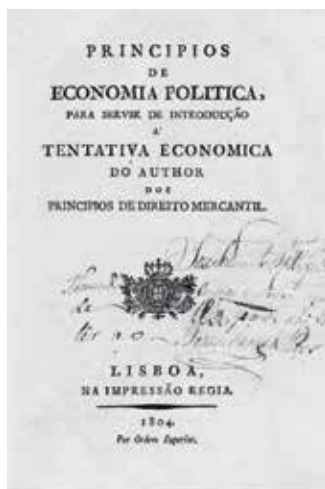 PRINCIPIOS
DE
ECONOMIA POLITICA,
PARA SERVIR DE INTRODUCÇÃO
A'
TENTATIVA ECONOMICA
DO AUTHOR
DOS
PRINCIPIOS DE DIREITO MERCANTIL.
LISBOA,
NA IMPRESSÃO REGIA.
1804.
Por Ordem Superior.